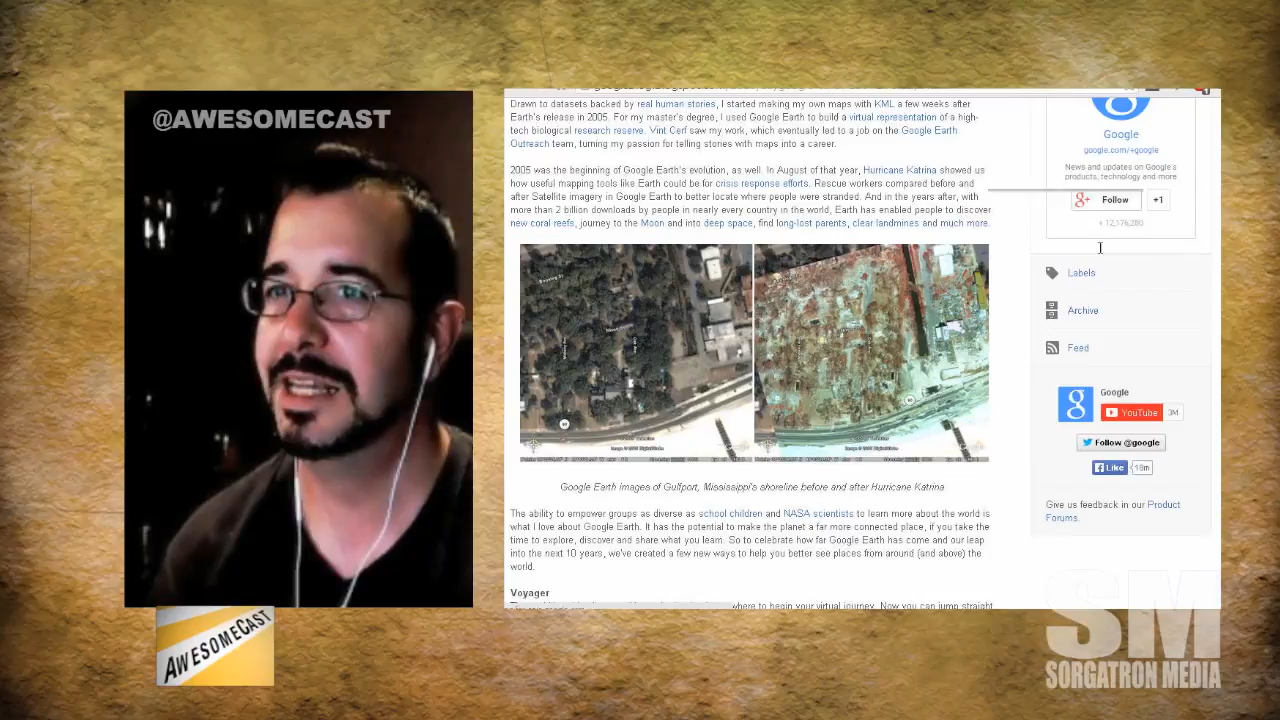 @AWESOMECAST
Drawn to datasets backed by real human stories, I started making my own maps with KML a few weeks after
Earth's release in 2005. For my master's degree, I used Google Earth to build a virtual representation of a high-
tech biological research reserve. Vint Cerf saw my work, which eventually led to a job on the Google Earth
Outreach team, turning my passion for telling stories with maps into a career.
2005 was the beginning of Google Earth's evolution, as well. In August of that year, Hurricane Katrina showed us
how useful mapping tools like Earth could be for crisis response efforts. Rescue workers compared before and
after Satellite imagery in Google Earth to better locate where people were stranded. And in the years after, with
more than 2 billion downloads by people in nearly every country in the world, Earth has enabled people to discover
new coral reefs, journey to the Moon and into deep space, find long-lost parents, clear landmines and much more.
Google Earth images of Gulfport, Mississippi's shoreline before and after Hurricane Katrina
The ability to empower groups as diverse as school children and NASA scientists to learn more about the world is
what I love about Google Earth. It has the potential to make the planet a far more connected place, if you take the
time to explore, discover and share what you learn. So to celebrate how far Google Earth has come and our leap
into the next 10 years, we've created a few new ways to help you better see places from around (and above) the
world.
Voyager
where to begin your virtual journey. Now you can jump straight
Google
google.com/+google
News and updates on Google's
products, technology and more
g+ Follow +1
+ 12,176,280
Labels
Archive
Feed
g Google
YouTube 3M
Follow @google
Like 18m
Give us feedback in our Product
Forums.
AWESOMECAST
SM
SORGATRON MEDIA